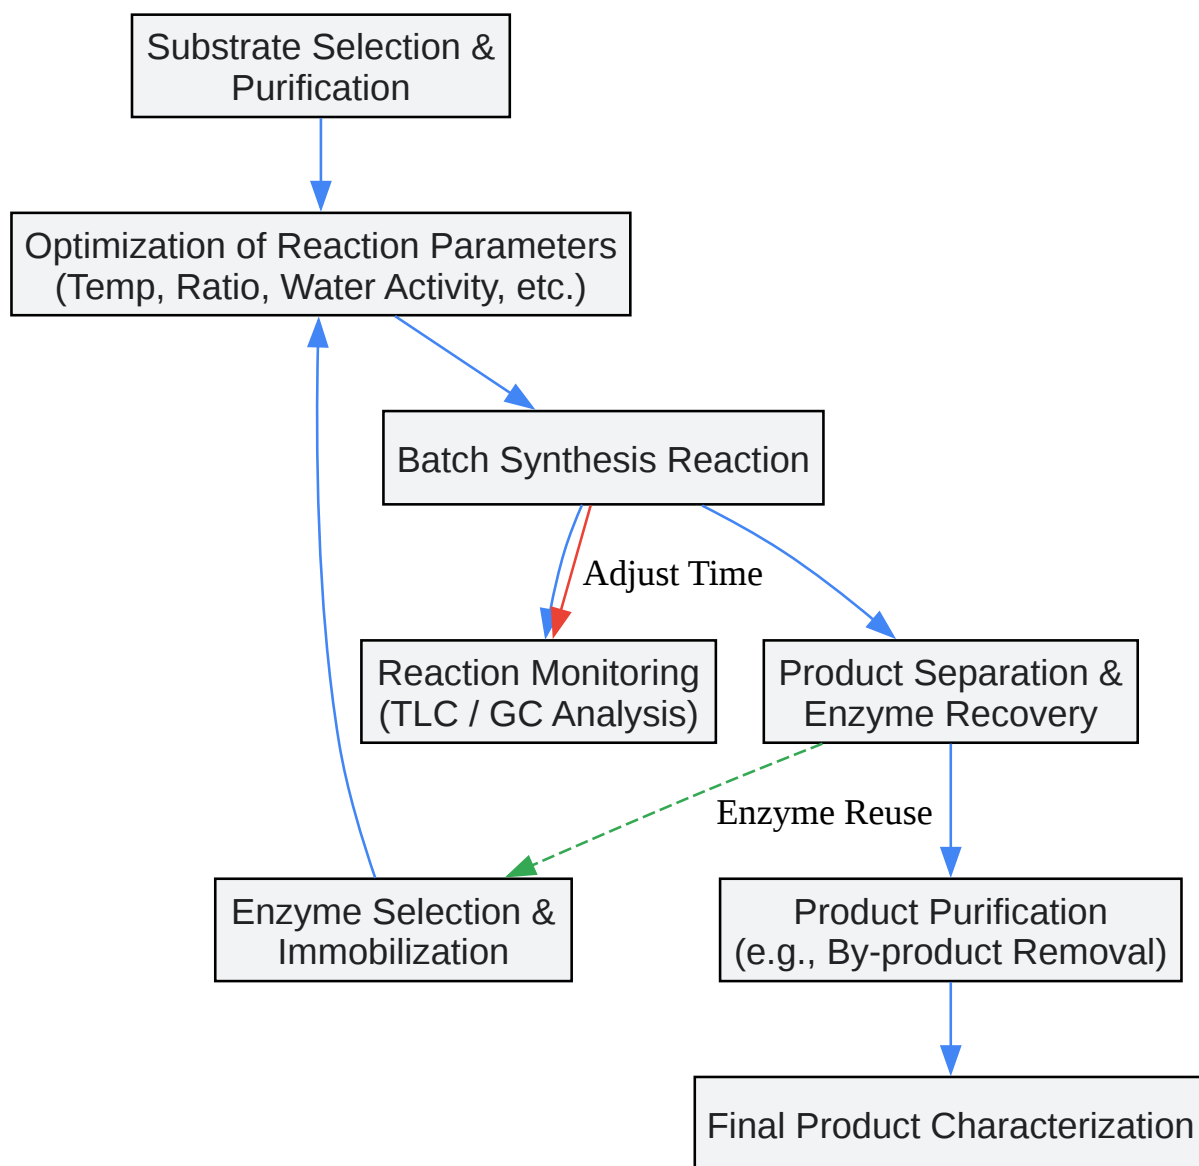 Substrate Selection &
Purification
Optimization of Reaction Parameters
(Temp, Ratio, Water Activity, etc.)
Batch Synthesis Reaction
Adjust Time
Reaction Monitoring
(TLC / GC Analysis)
Product Separation &
Enzyme Recovery
Enzyme Reuse
Enzyme Selection &
Immobilization
Product Purification
(e.g., By-product Removal)
Final Product Characterization